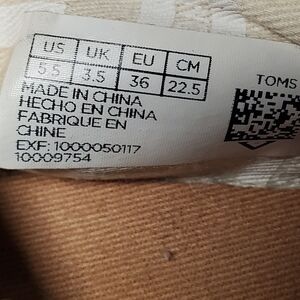 US UK EU CM
5.5 3.5 36 22.5
TOMS
MADE IN CHINA
HECHO EN CHINA
FABRIQUE EN
CHINE
EXF: 1000050117
10009754